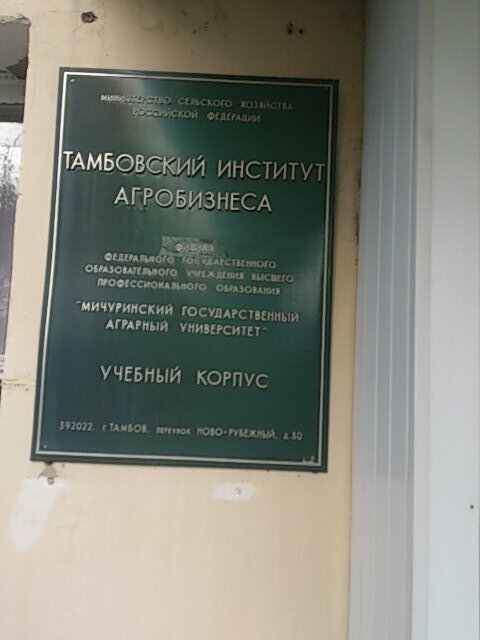 МИНИСТЕРСТВО СЕЛЬСКОГО ХОЗЯЙСТВА
РОССИЙСКОЙ ФЕДЕРАЦИИ
ТАМБОВСКИЙ ИНСТИТУТ
АГРОБИЗНЕСА
ФИЛИАЛ
ФЕДЕРАЛЬНОГО ГОСУДАРСТВЕННОГО
ОБРАЗОВАТЕЛЬНОГО УЧРЕЖДЕНИЯ ВЫСШЕГО
ПРОФЕССИОНАЛЬНОГО ОБРАЗОВАНИЯ
"МИЧУРИНСКИЙ ГОСУДАРСТВЕННЫЙ
АГРАРНЫЙ УНИВЕРСИТЕТ"
УЧЕБНЫЙ КОРПУС
392022, г.ТАМБОВ, переулок НОВО-РУБЕЖНЫЙ, д.30